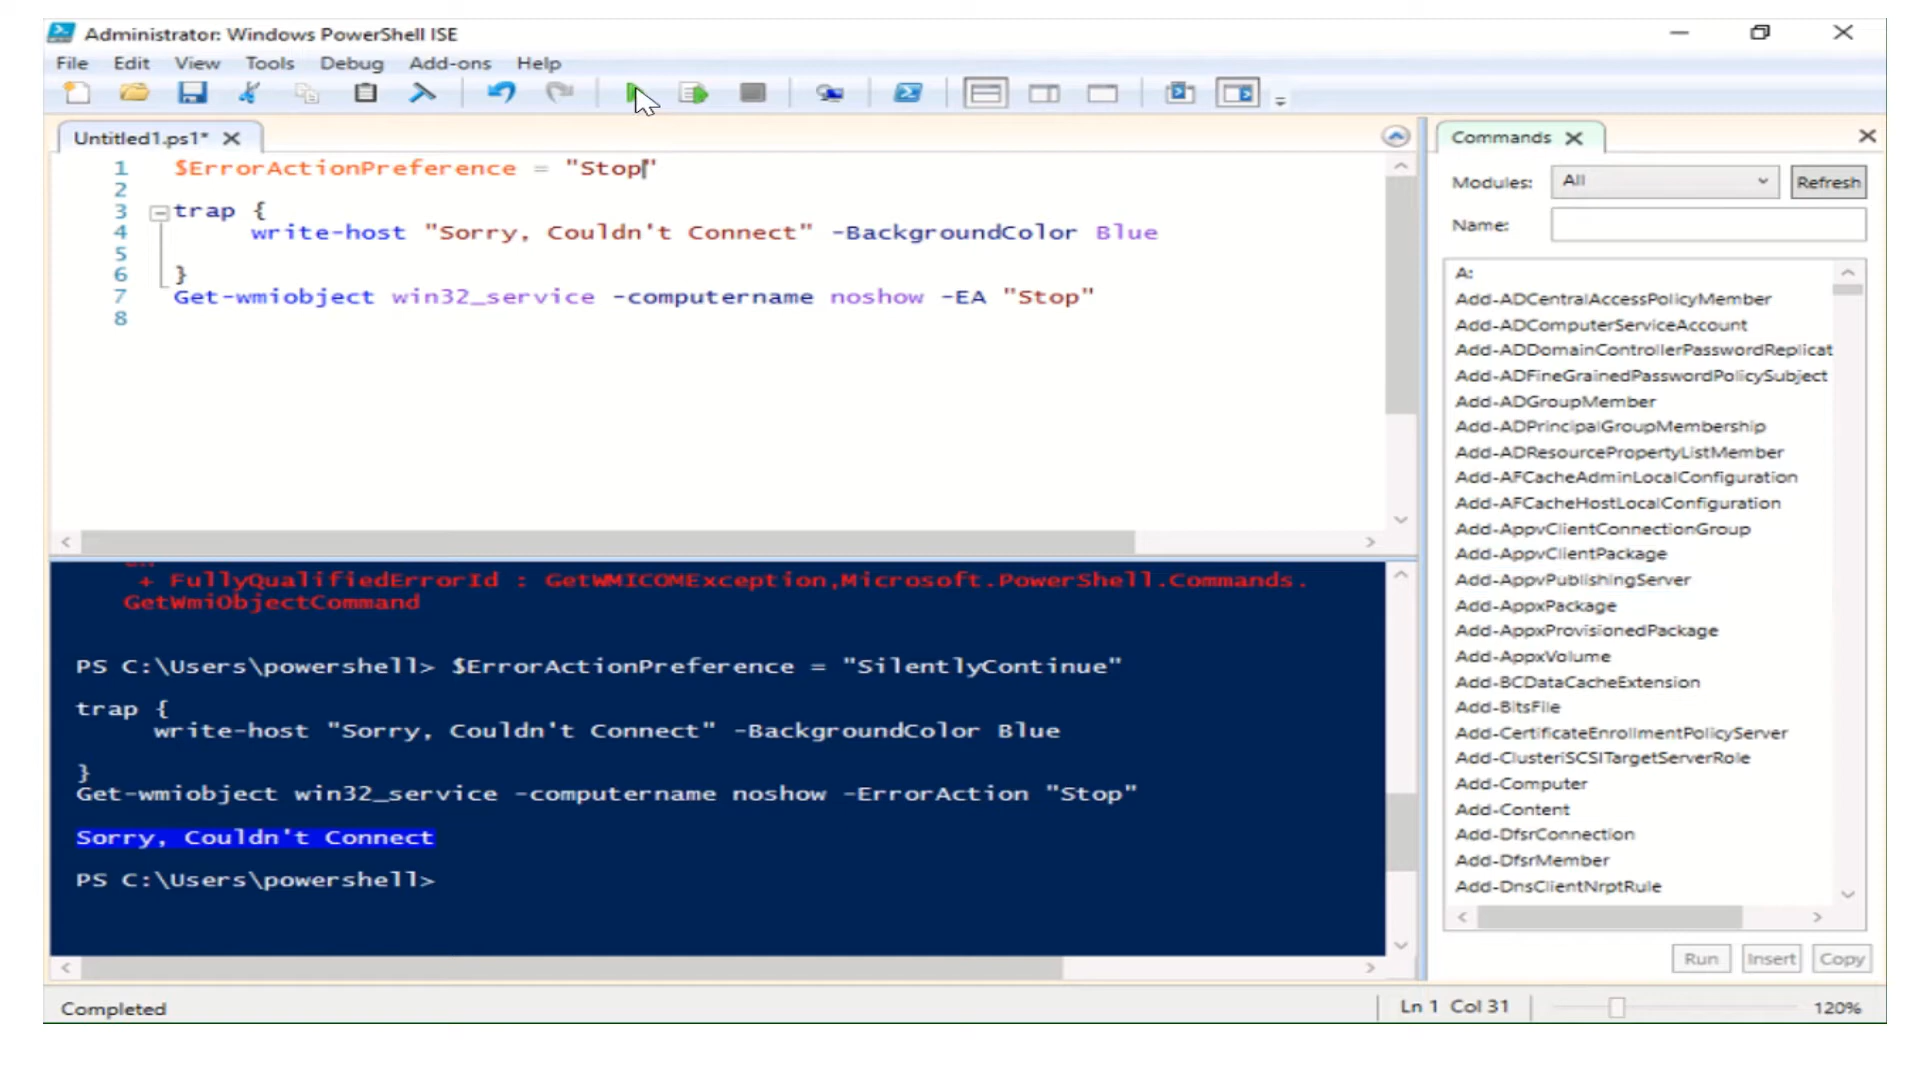 Administrator: Windows PowerShell ISE
File Edit View Tools Debug Add-ons Help
Untitled1.ps1*
1 $ErrorActionPreference = "Stop"
2
3 trap {
4 write-host "Sorry, Couldn't Connect" -BackgroundColor Blue
5
6 }
7 Get-wmiobject win32_service -computername noshow -EA "Stop"
8
+ FullyQualifiedErrorId : GetWMICOMException,Microsoft.PowerShell.Commands.
GetWmiObjectCommand
PS C:\Users\powershell> $ErrorActionPreference = "SilentlyContinue"
trap {
write-host "Sorry, Couldn't Connect" -BackgroundColor Blue
}
Get-wmiobject win32_service -computername noshow -ErrorAction "Stop"
Sorry, Couldn't Connect
PS C:\Users\powershell>
Commands
Modules: All Refresh
Name:
A:
Add-ADCentralAccessPolicyMember
Add-ADComputerServiceAccount
Add-ADDomainControllerPasswordReplicat
Add-ADFineGrainedPasswordPolicySubject
Add-ADGroupMember
Add-ADPrincipalGroupMembership
Add-ADResourcePropertyListMember
Add-AFCacheAdminLocalConfiguration
Add-AFCacheHostLocalConfiguration
Add-AppvClientConnectionGroup
Add-AppvClientPackage
Add-AppvPublishingServer
Add-AppxPackage
Add-AppxProvisionedPackage
Add-AppxVolume
Add-BCDataCacheExtension
Add-BitsFile
Add-CertificateEnrollmentPolicyServer
Add-ClusteriSCSITargetServerRole
Add-Computer
Add-Content
Add-DfsrConnection
Add-DfsrMember
Add-DnsClientNrptRule
Run Insert Copy
Completed
Ln 1 Col 31
120%